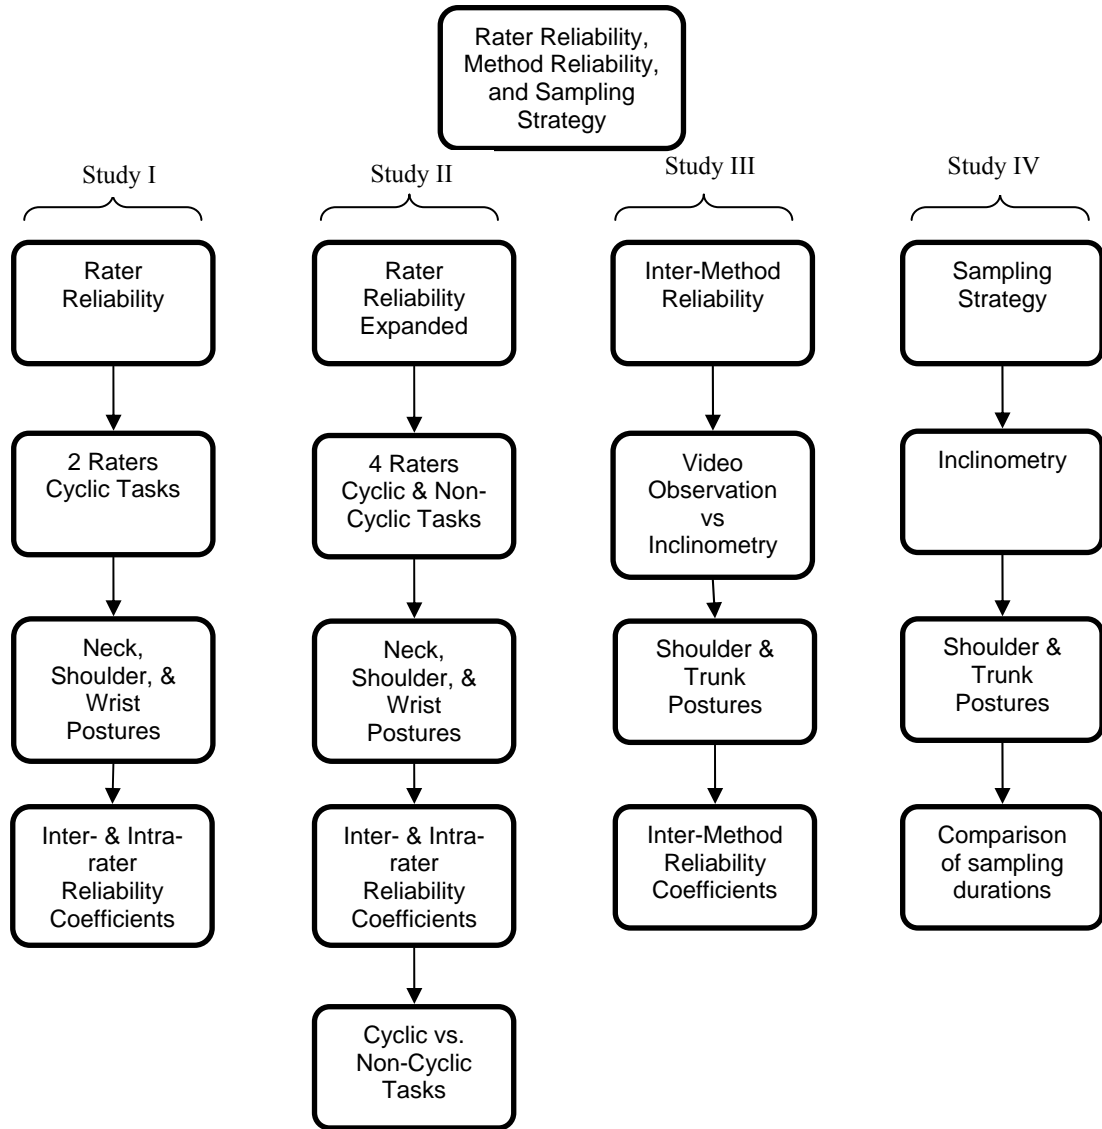 Rater Reliability,
Method Reliability,
and Sampling
Strategy
Study I
Study II
Study III
Study IV
Rater
Reliability
Rater
Reliability
Expanded
Inter-Method
Reliability
Sampling
Strategy
2 Raters
Cyclic Tasks
4 Raters
Cyclic & Non-
Cyclic Tasks
Video
Observation
vs
Inclinometry
Inclinometry
Neck,
Shoulder, &
Wrist
Postures
Neck,
Shoulder, &
Wrist
Postures
Shoulder &
Trunk
Postures
Shoulder &
Trunk
Postures
Inter- & Intra-
rater
Reliability
Coefficients
Inter- & Intra-
rater
Reliability
Coefficients
Inter-Method
Reliability
Coefficients
Comparison
of sampling
durations
Cyclic vs.
Non-Cyclic
Tasks